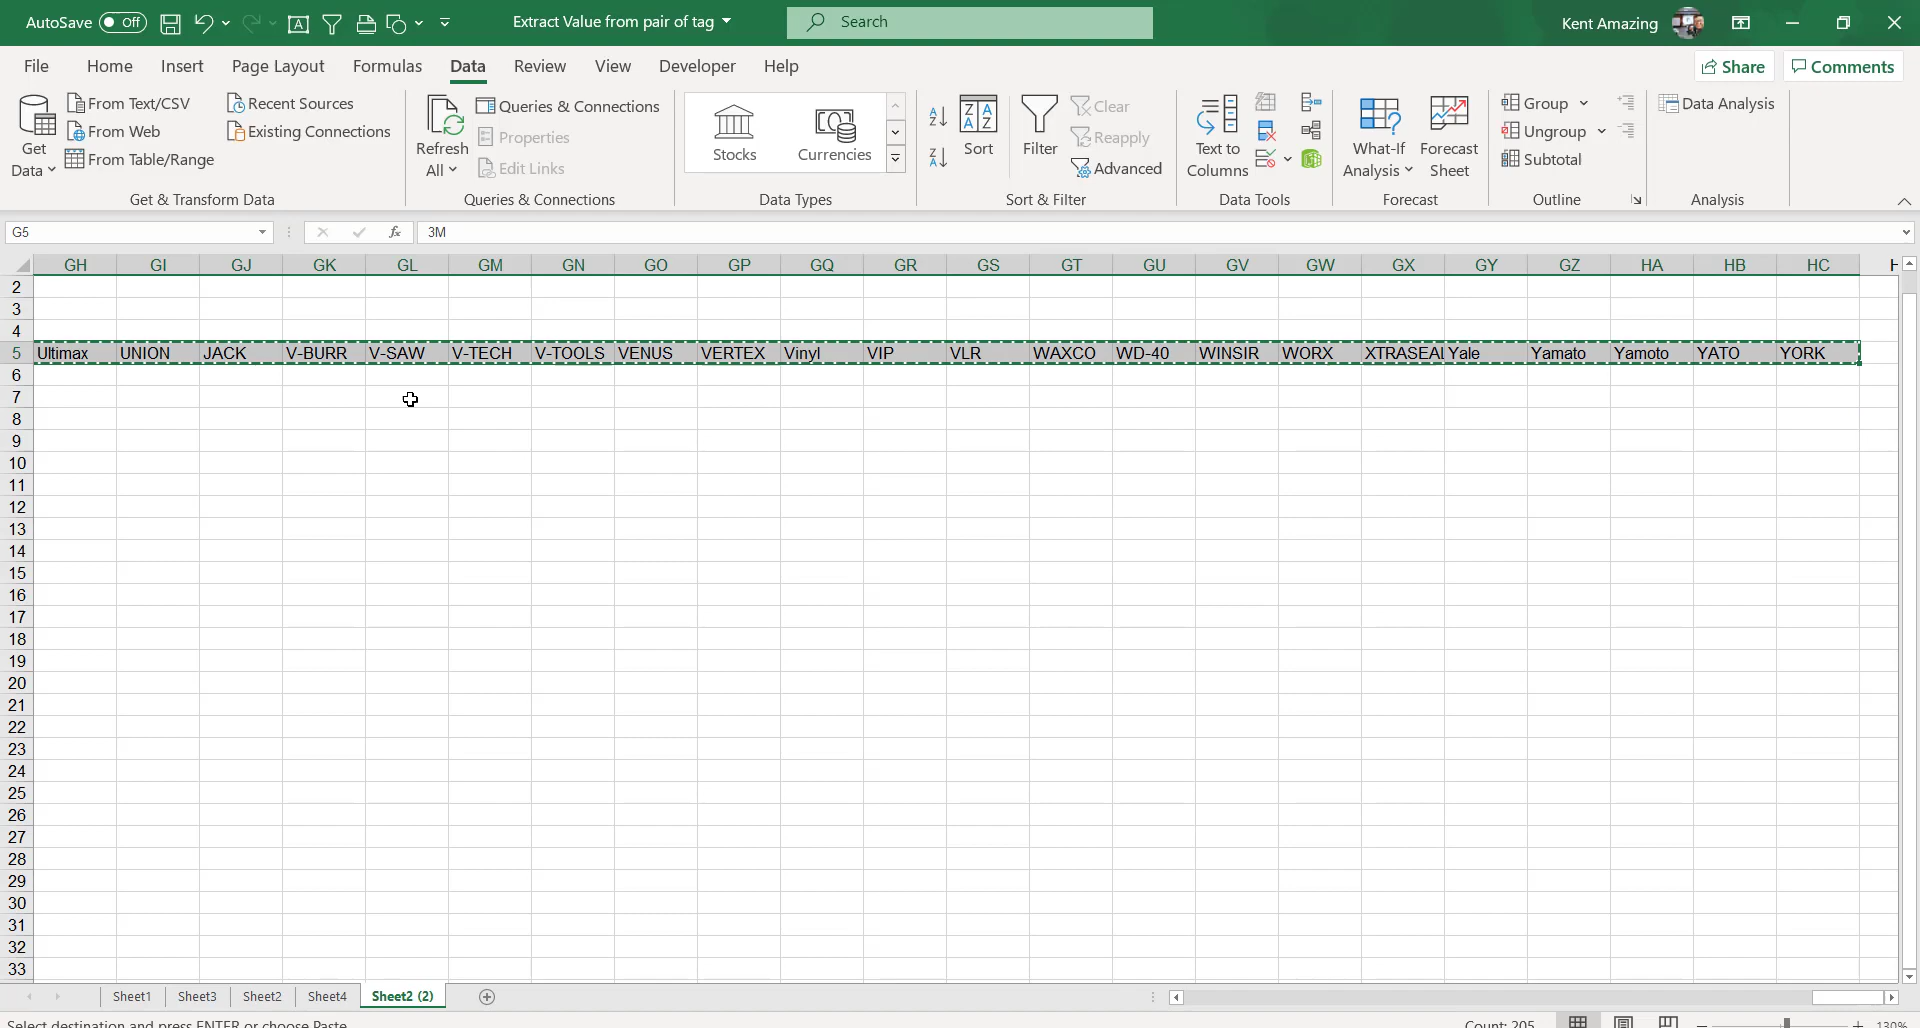 AutoSave Off Extract Value from pair of tag Search Kent Amazing
File Home Insert Page Layout Formulas Data Review View Developer Help Share Comments
Get Data
From Text/CSV
From Web
From Table/Range
Recent Sources
Existing Connections
Get & Transform Data
Refresh All
Queries & Connections
Properties
Edit Links
Queries & Connections
Stocks Currencies
Data Types
Sort
Filter
Clear
Reapply
Advanced
Sort & Filter
Text to Columns
Data Tools
What-If Analysis
Forecast Sheet
Forecast
Group
Ungroup
Subtotal
Outline
Data Analysis
Analysis
G5 fx 3M
GH GI GJ GK GL GM GN GO GP GQ GR GS GT GU GV GW GX GY GZ HA HB HC
2
3
4
5 Ultimax UNION JACK V-BURR V-SAW V-TECH V-TOOLS VENUS VERTEX Vinyl VIP VLR WAXCO WD-40 WINSIR WORX XTRASEAL Yale Yamato Yamoto YATO YORK
6
7
8
9
10
11
12
13
14
15
16
17
18
19
20
21
22
23
24
25
26
27
28
29
30
31
32
33
Sheet1 Sheet3 Sheet2 Sheet4 Sheet2 (2)
Select destination and press ENTER or choose Paste Count: 205 130%